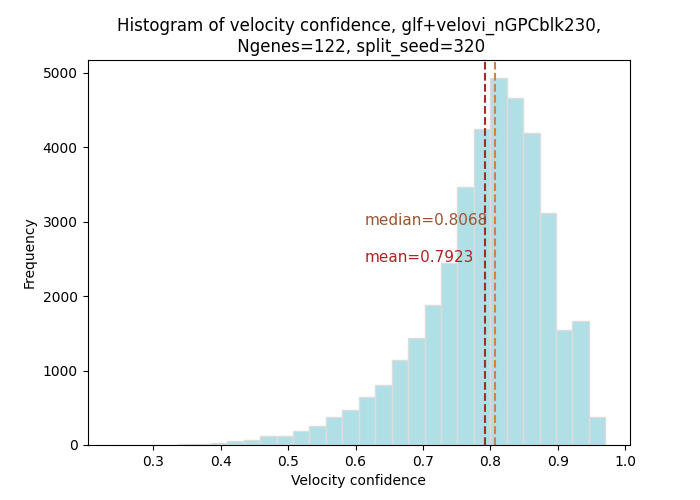 Histogram of velocity confidence, glf+velovi_nGPCblk230,
Ngenes=122, split_seed=320
5000
4000
3000
2000
1000
0
Frequency
median=0.8068
mean=0.7923
0.3 0.4 0.5 0.6 0.7 0.8 0.9 1.0
Velocity confidence